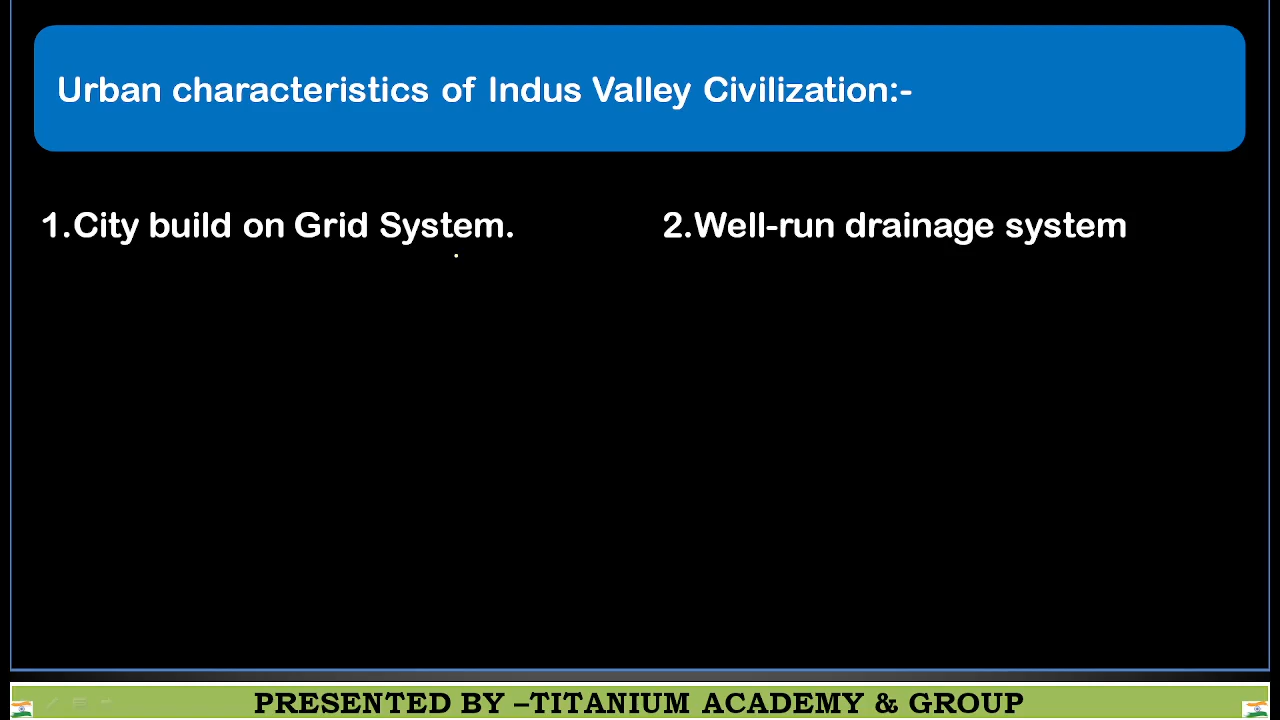 Urban characteristics of Indus Valley Civilization:-
1.City build on Grid System.
2.Well-run drainage system
PRESENTED BY –TITANIUM ACADEMY & GROUP